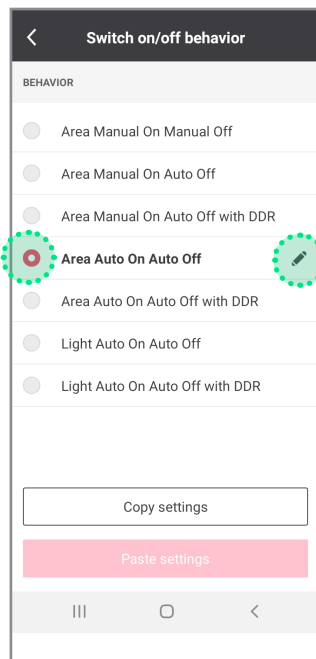 Switch on/off behavior
BEHAVIOR
Area Manual On Manual Off
Area Manual On Auto Off
Area Manual On Auto Off with DDR
Area Auto On Auto Off
Area Auto On Auto Off with DDR
Light Auto On Auto Off
Light Auto On Auto Off with DDR
Copy settings
Paste settings